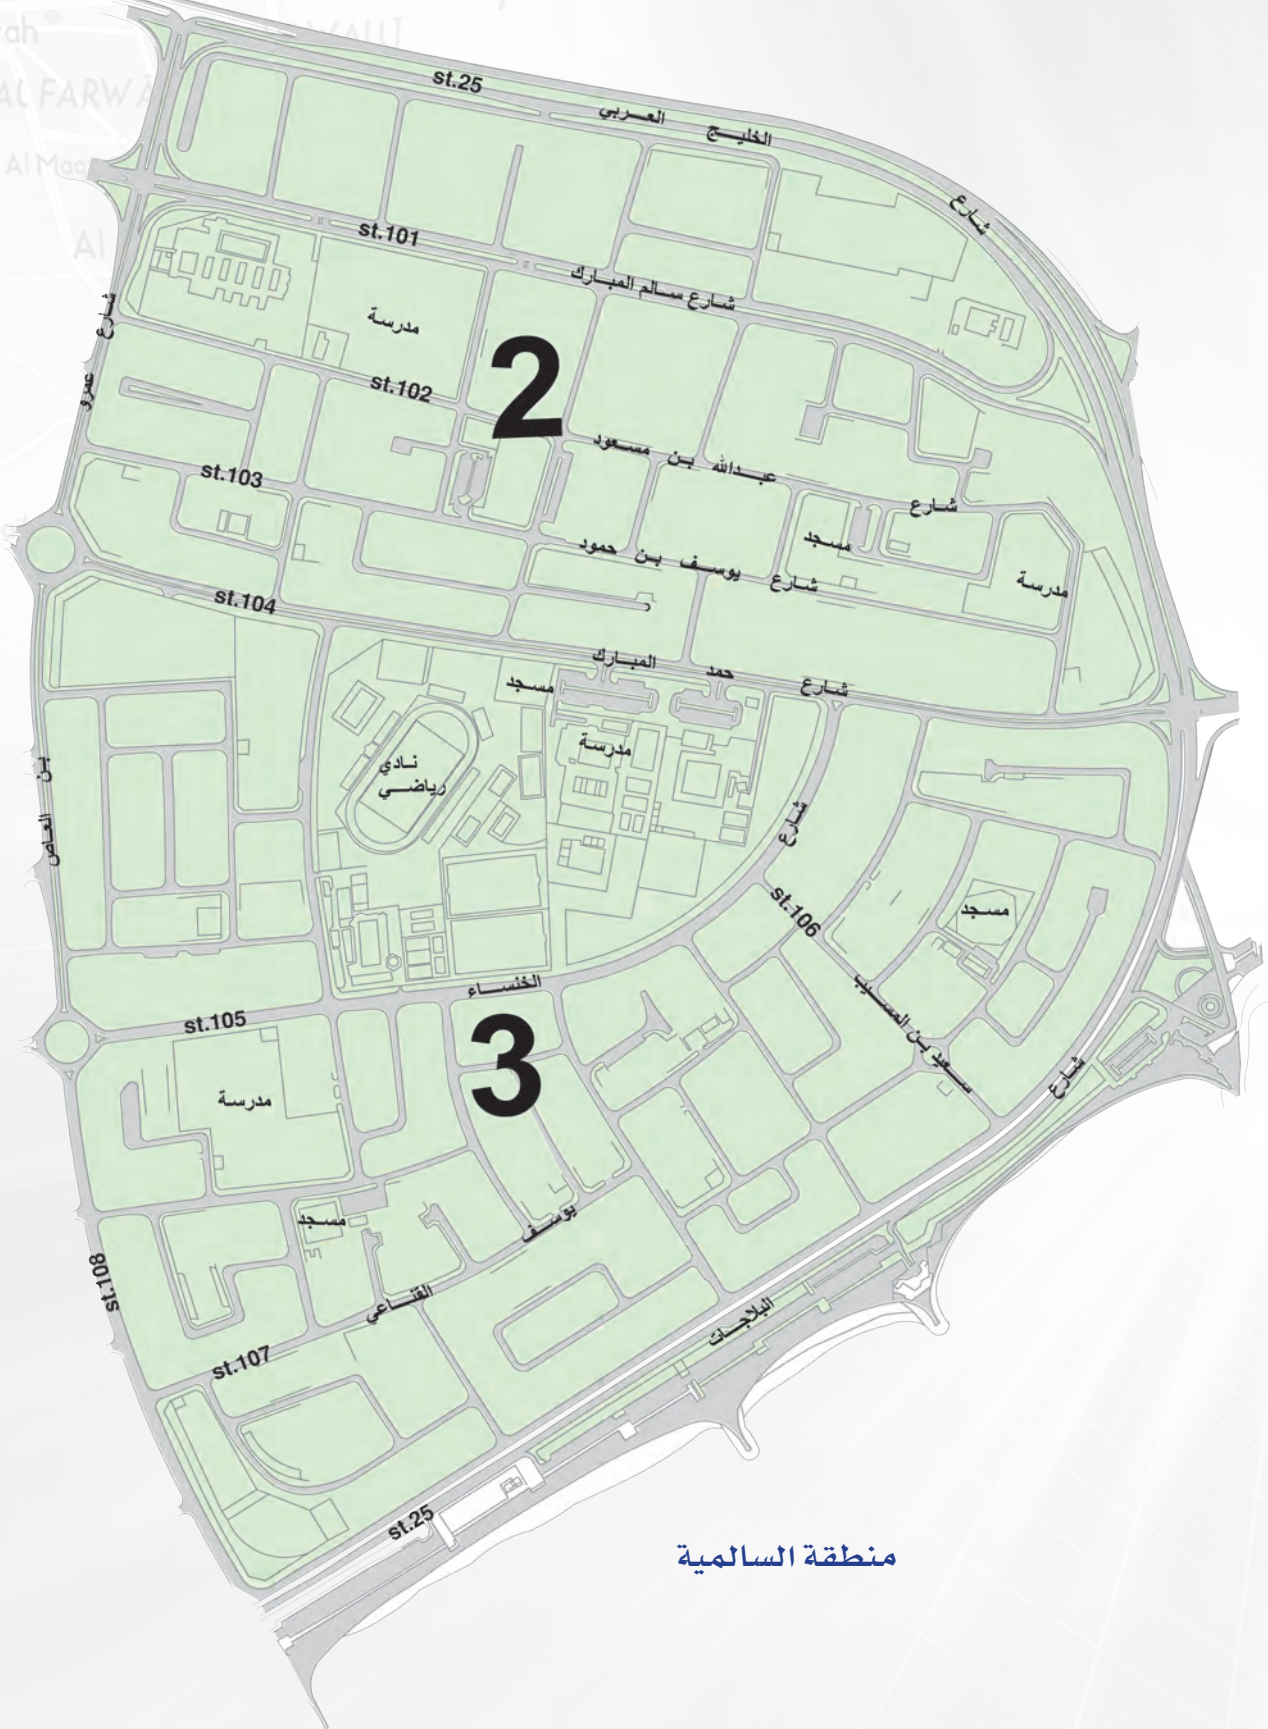 st.25
شارع الخليج العربي
st.101
شارع سالم المبارك
مدرسة
شارع عمرو بن العاص
2
st.102
شارع عبدالله بن مسعود
st.103
مسجد
شارع يوسف بن حمود
مدرسة
st.104
شارع حمد المبارك
مسجد
مدرسة
نادي
رياضي
شارع الخنساء
st.106
مسجد
سعيد بن المسيب
st.105
3
مدرسة
شارع البلاجات
مسجد
يوسف القناعي
st.108
st.107
st.25
منطقة السالمية
AL FARWĀ
Al